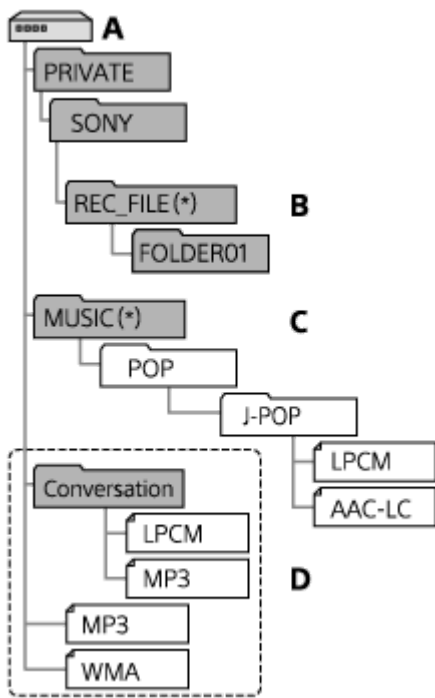 A
PRIVATE
SONY
REC_FILE(*)
B
FOLDER01
MUSIC(*)
C
POP
J-POP
LPCM
AAC-LC
Conversation
LPCM
MP3
D
MP3
WMA